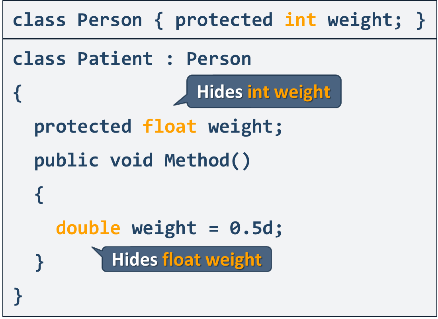 class Person { protected int weight; }
class Patient : Person
{
Hides int weight
protected float weight;
public void Method()
{
double weight = 0.5d;
}
Hides float weight
}